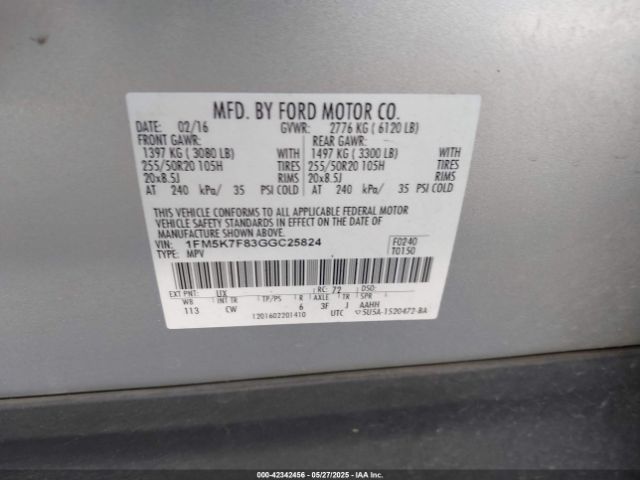 MFD. BY FORD MOTOR CO.
DATE: 02/16 GVWR: 2776 KG ( 6120 LB)
FRONT GAWR: REAR GAWR:
1397 KG ( 3080 LB) WITH 1497 KG ( 3300 LB) WITH
255/50R20 105H TIRES 255/50R20 105H TIRES
20x8.5J RIMS 20x8.5J RIMS
AT 240 kPa/ 35 PSI COLD AT 240 kPa/ 35 PSI COLD
THIS VEHICLE CONFORMS TO ALL APPLICABLE FEDERAL MOTOR
VEHICLE SAFETY STANDARDS IN EFFECT ON THE DATE OF
MANUFACTURE SHOWN ABOVE.
VIN: 1FM5K7F83GGC25824 F0240
TYPE: MPV T0150
EXT PNT: UX RC: 72 DSO:
WB INT TR TP/PS R AXLE TR SPR
113 CW 6 3F J AAHH
1201602201410 UTC 5U5A-1520472-BA
000-42342456 - 05/27/2025 - IAA Inc.